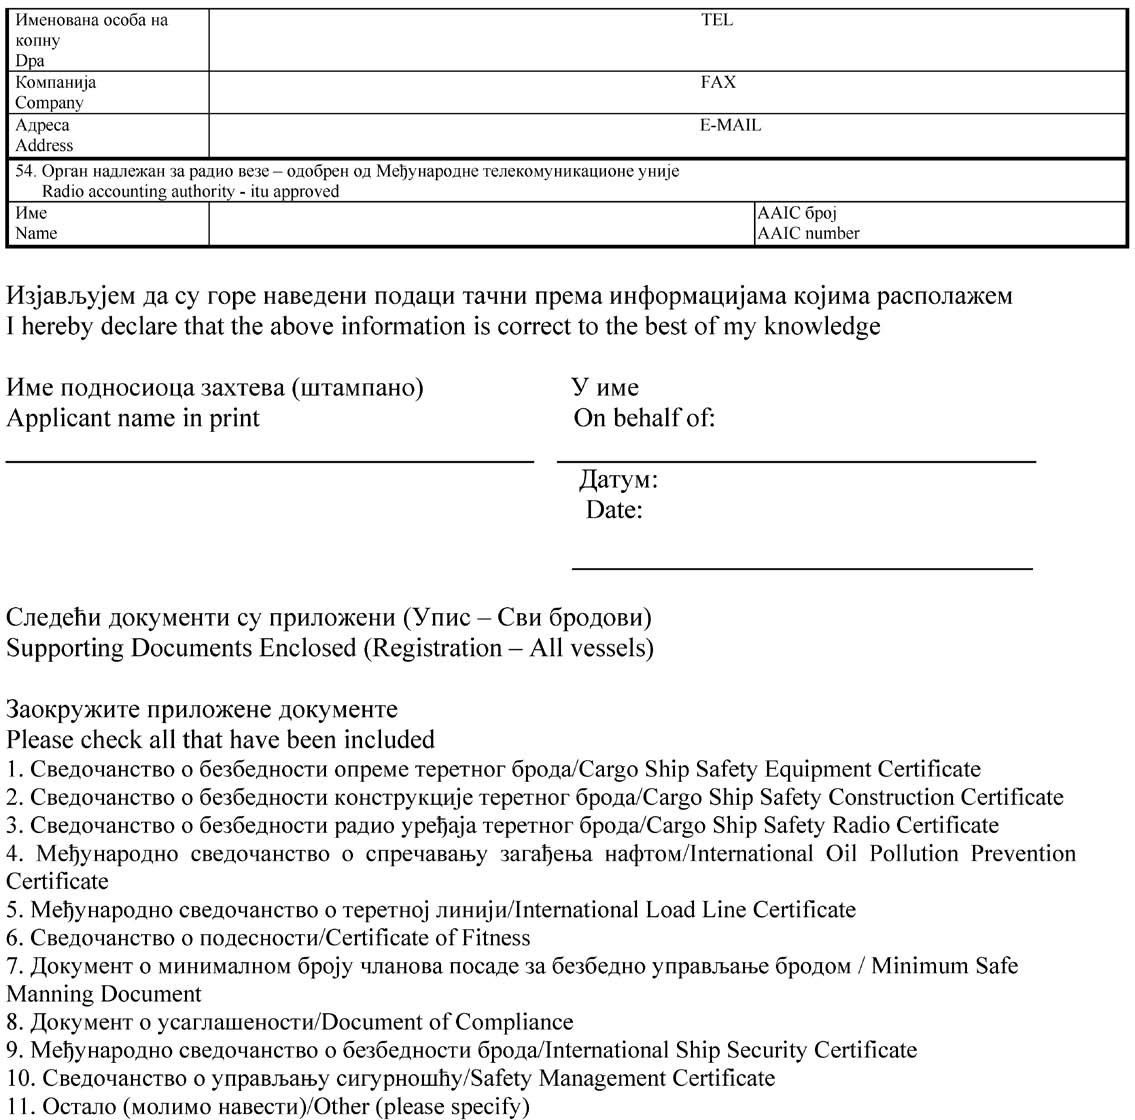 Именована особа на TEL
копну
Dpa
Компанија FAX
Company
Адреса E-MAIL
Address
54. Орган надлежан за радио везе – одобрен од Међународне телекомуникационе уније
Radio accounting authority - itu approved
Име AAIC број
Name AAIC number
Изјављујем да су горе наведени подаци тачни према информацијама којима располажем
I hereby declare that the above information is correct to the best of my knowledge
Име подносиоца захтева (штампано) У име
Applicant name in print On behalf of:
Датум:
Date:
Следећи документи су приложени (Упис – Сви бродови)
Supporting Documents Enclosed (Registration – All vessels)
Заокружите приложене документе
Please check all that have been included
1. Сведочанство о безбедности опреме теретног брода/Cargo Ship Safety Equipment Certificate
2. Сведочанство о безбедности конструкције теретног брода/Cargo Ship Safety Construction Certificate
3. Сведочанство о безбедности радио уређаја теретног брода/Cargo Ship Safety Radio Certificate
4. Међународно сведочанство о спречавању загађења нафтом/International Oil Pollution Prevention
Certificate
5. Међународно сведочанство о теретној линији/International Load Line Certificate
6. Сведочанство о подесности/Certificate of Fitness
7. Документ о минималном броју чланова посаде за безбедно управљање бродом / Minimum Safe
Manning Document
8. Документ о усаглашености/Document of Compliance
9. Међународно сведочанство о безбедности брода/International Ship Security Certificate
10. Сведочанство о управљању сигурношћу/Safety Management Certificate
11. Остало (молимо навести)/Other (please specify)